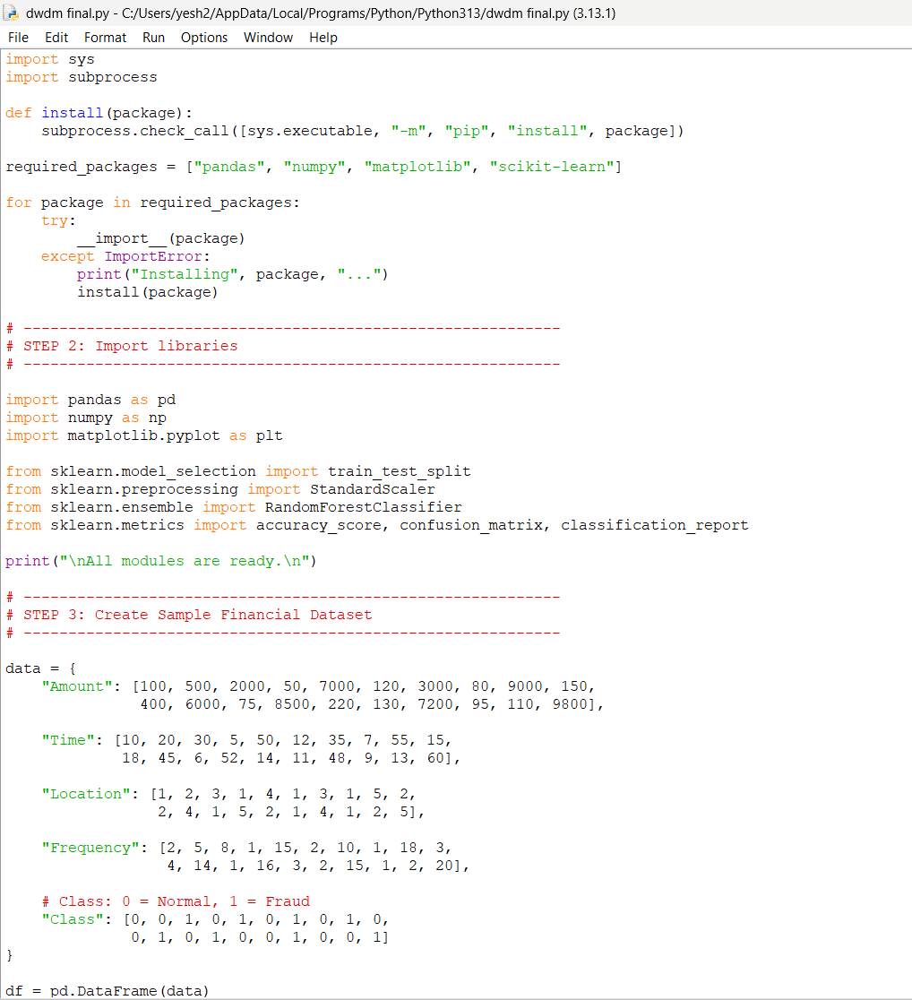 dwdm final.py - C:/Users/yesh2/AppData/Local/Programs/Python/Python313/dwdm final.py (3.13.1)
File Edit Format Run Options Window Help
import sys
import subprocess

def install(package):
    subprocess.check_call([sys.executable, "-m", "pip", "install", package])

required_packages = ["pandas", "numpy", "matplotlib", "scikit-learn"]

for package in required_packages:
    try:
        __import__(package)
    except ImportError:
        print("Installing", package, "...")
        install(package)

# ------------------------------------------------------------
# STEP 2: Import libraries
# ------------------------------------------------------------

import pandas as pd
import numpy as np
import matplotlib.pyplot as plt

from sklearn.model_selection import train_test_split
from sklearn.preprocessing import StandardScaler
from sklearn.ensemble import RandomForestClassifier
from sklearn.metrics import accuracy_score, confusion_matrix, classification_report

print("\nAll modules are ready.\n")

# ------------------------------------------------------------
# STEP 3: Create Sample Financial Dataset
# ------------------------------------------------------------

data = {
    "Amount": [100, 500, 2000, 50, 7000, 120, 3000, 80, 9000, 150,
               400, 6000, 75, 8500, 220, 130, 7200, 95, 110, 9800],

    "Time": [10, 20, 30, 5, 50, 12, 35, 7, 55, 15,
             18, 45, 6, 52, 14, 11, 48, 9, 13, 60],

    "Location": [1, 2, 3, 1, 4, 1, 3, 1, 5, 2,
                 2, 4, 1, 5, 2, 1, 4, 1, 2, 5],

    "Frequency": [2, 5, 8, 1, 15, 2, 10, 1, 18, 3,
                  4, 14, 1, 16, 3, 2, 15, 1, 2, 20],

    # Class: 0 = Normal, 1 = Fraud
    "Class": [0, 0, 1, 0, 1, 0, 1, 0, 1, 0,
              0, 1, 0, 1, 0, 0, 1, 0, 0, 1]
}

df = pd.DataFrame(data)